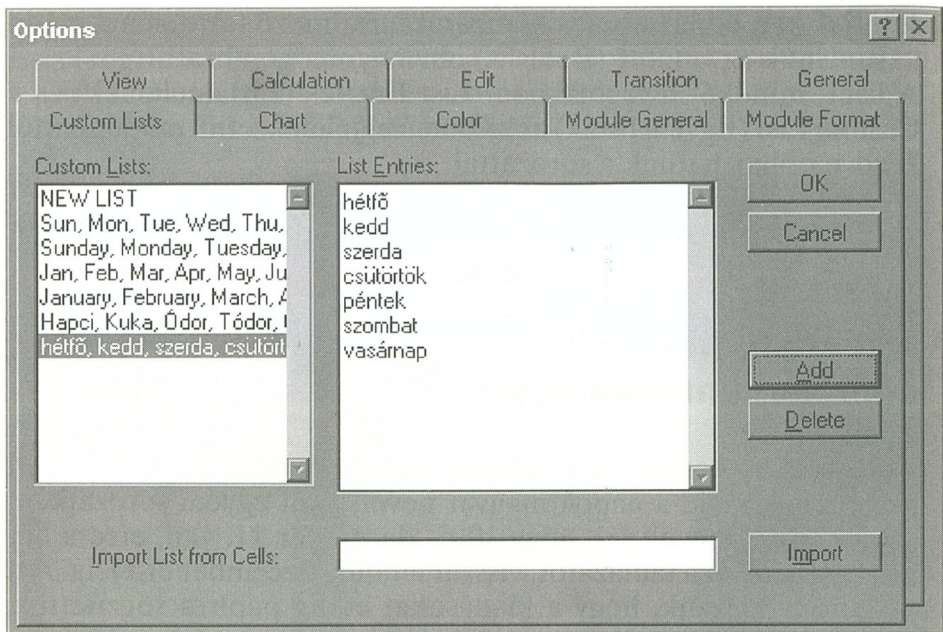 Options
View Calculation Edit Transition General
Custom Lists Chart Color Module General Module Format
Custom Lists:
NEW LIST
Sun, Mon, Tue, Wed, Thu,
Sunday, Monday, Tuesday,
Jan, Feb, Mar, Apr, May, Ju
January, February, March, A
Hapci, Kuka, Ódor, Tódor,
hétfõ, kedd, szerda, csütört
List Entries:
hétfõ
kedd
szerda
csütörtök
péntek
szombat
vasárnap
OK
Cancel
Add
Delete
Import List from Cells:
Import